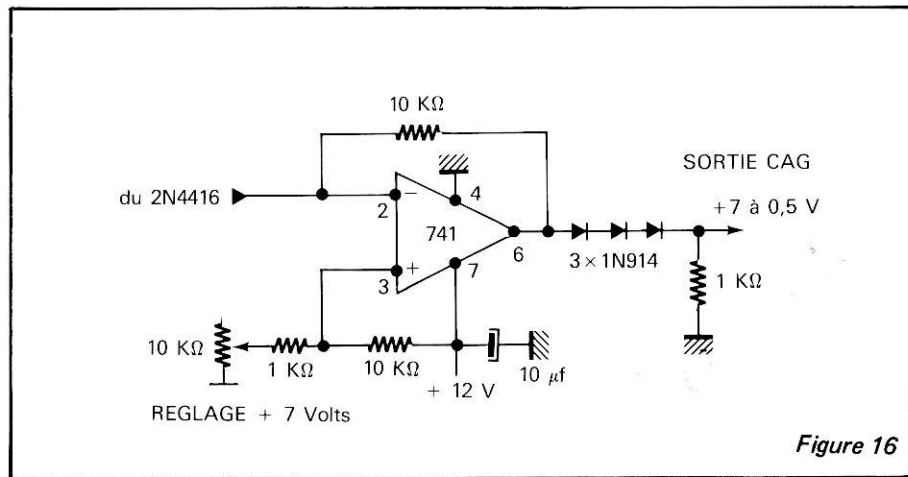 10 KΩ
SORTIE CAG
du 2N4416
+7 à 0,5 V
2
−
4
741
6
3
+
7
3 × 1N914
1 KΩ
10 KΩ
1 KΩ
10 KΩ
+ 12 V
10 μf
REGLAGE + 7 Volts
Figure 16